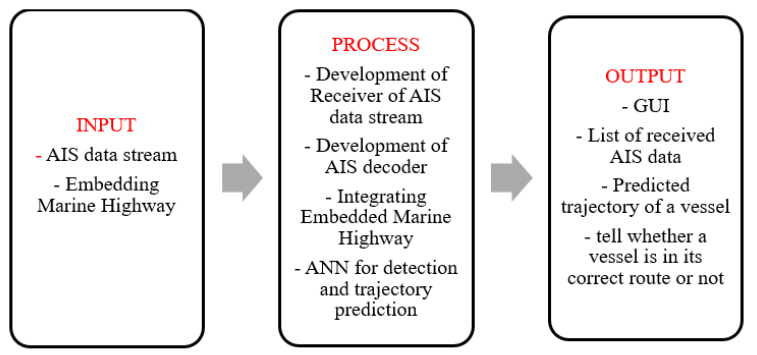 INPUT
- AIS data stream
- Embedding
Marine Highway
PROCESS
- Development of
Receiver of AIS
data stream
- Development of
AIS decoder
- Integrating
Embedded Marine
Highway
- ANN for detection
and trajectory
prediction
OUTPUT
- GUI
- List of received
AIS data
- Predicted
trajectory of a vessel
- tell whether a
vessel is in its
correct route or not